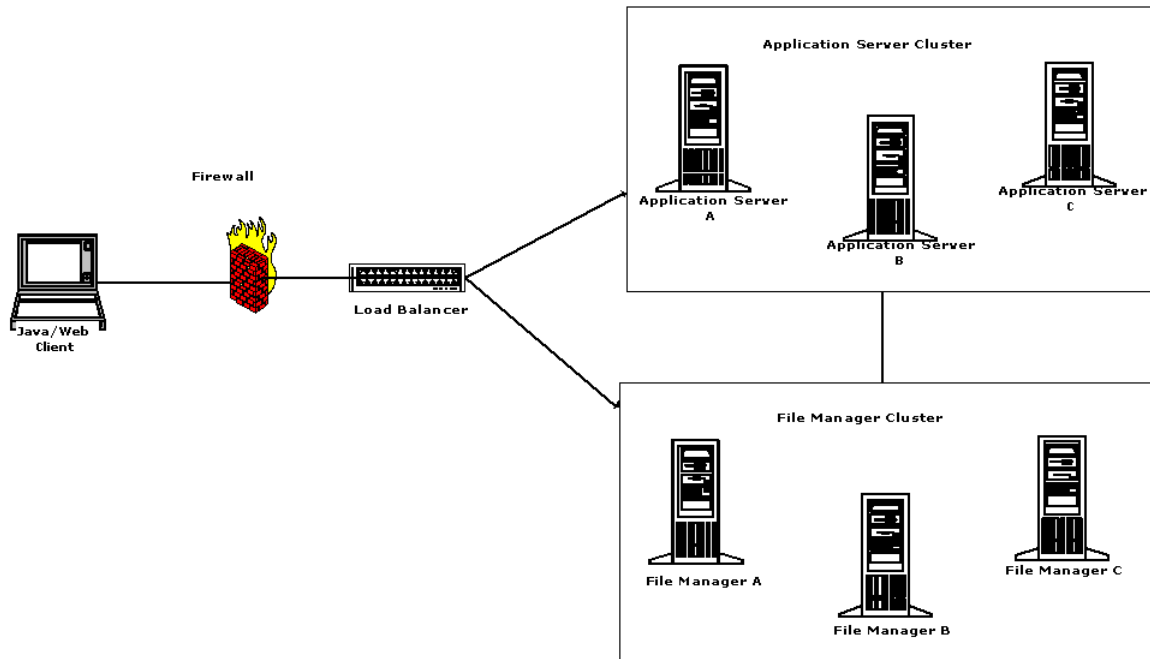 Application Server Cluster
Application Server
A
Application Server
B
Application Server
C
Firewall
Java/Web
Client
Load Balancer
File Manager Cluster
File Manager A
File Manager B
File Manager C